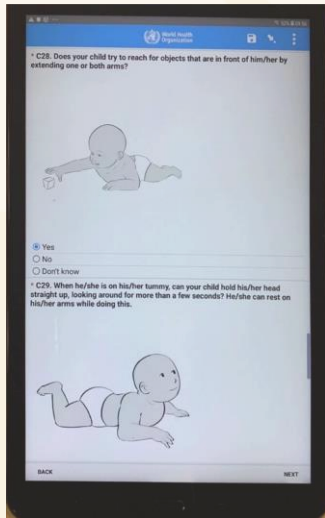 World Health
Organization
* C28. Does your child try to reach for objects that are in front of him/her by
extending one or both arms?
Yes
No
Don't know
* C29. When he/she is on his/her tummy, can your child hold his/her head
straight up, looking around for more than a few seconds? He/she can rest on
his/her arms while doing this.
BACK
NEXT